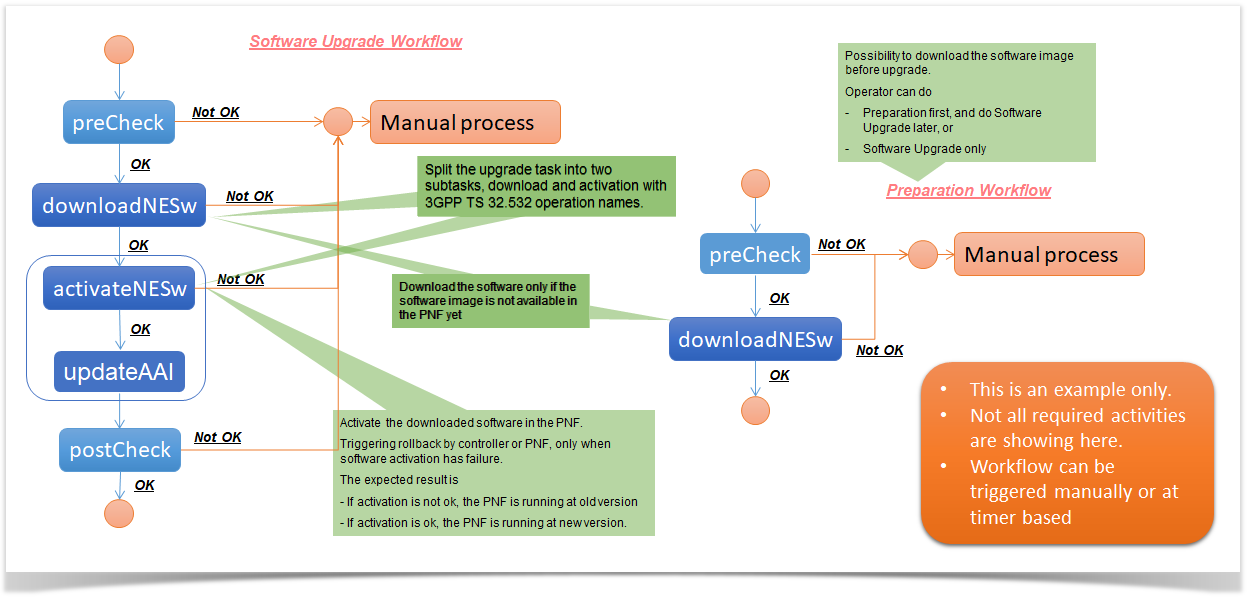 Software Upgrade Workflow
preCheck
Not OK
Manual process
OK
downloadNESw
Not OK
Split the upgrade task into two
subtasks, download and activation with
3GPP TS 32.532 operation names.
OK
activateNESw
Not OK
Download the software only if the
software image is not available in
the PNF yet
OK
updateAAI
Activate the downloaded software in the PNF.
Triggering rollback by controller or PNF, only when
software activation has failure.
The expected result is
- If activation is not ok, the PNF is running at old version
- If activation is ok, the PNF is running at new version.
postCheck
Not OK
OK
Possibility to download the software image
before upgrade.
Operator can do
- Preparation first, and do Software
Upgrade later, or
- Software Upgrade only
Preparation Workflow
preCheck
Not OK
Manual process
OK
downloadNESw
Not OK
OK
• This is an example only.
• Not all required activities
are showing here.
• Workflow can be
triggered manually or at
timer based